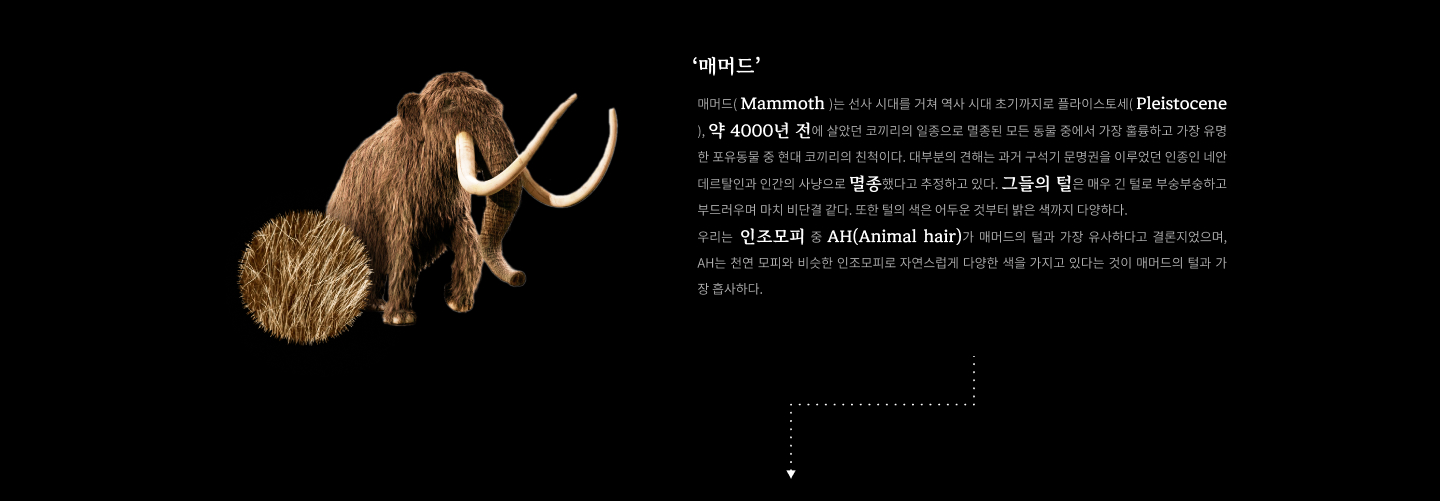 ‘매머드’
매머드( Mammoth )는 선사 시대를 거쳐 역사 시대 초기까지로 플라이스토세( Pleistocene
), 약 4000년 전에 살았던 코끼리의 일종으로 멸종된 모든 동물 중에서 가장 훌륭하고 가장 유명
한 포유동물 중 현대 코끼리의 친척이다. 대부분의 견해는 과거 구석기 문명권을 이루었던 인종인 네안
데르탈인과 인간의 사냥으로 멸종했다고 추정하고 있다. 그들의 털은 매우 긴 털로 부숭부숭하고
부드러우며 마치 비단결 같다. 또한 털의 색은 어두운 것부터 밝은 색까지 다양하다.
우리는 인조모피 중 AH(Animal hair)가 매머드의 털과 가장 유사하다고 결론지었으며,
AH는 천연 모피와 비슷한 인조모피로 자연스럽게 다양한 색을 가지고 있다는 것이 매머드의 털과 가
장 흡사하다.